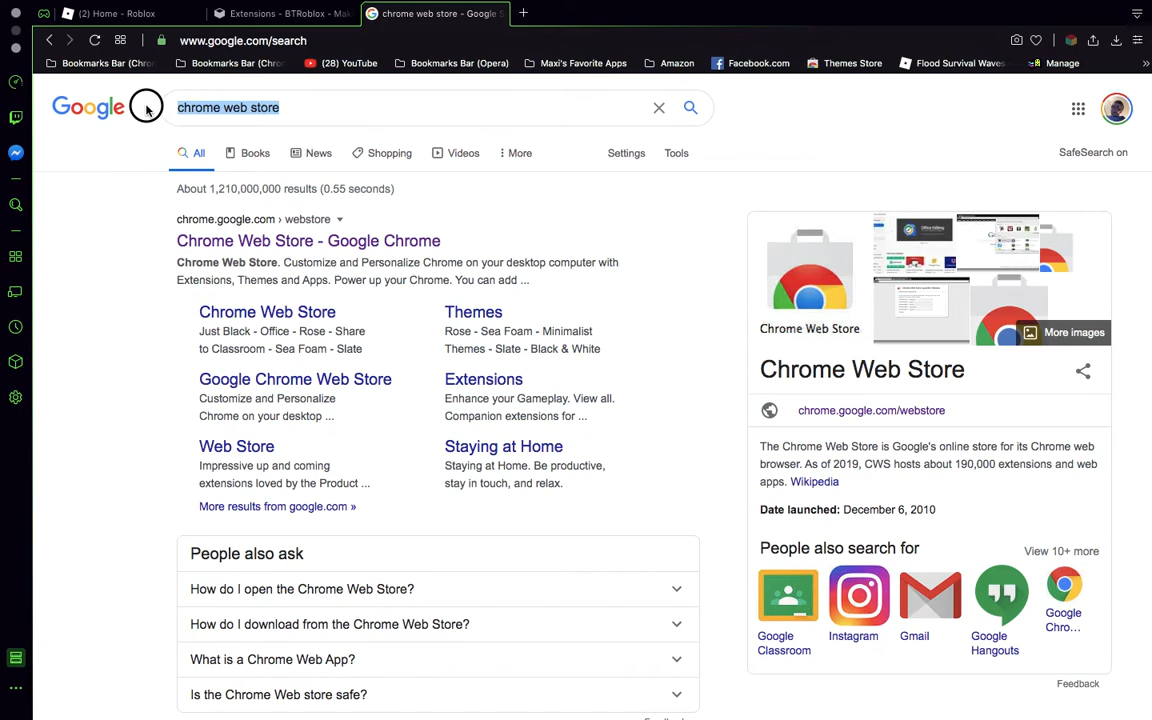 (2) Home - Roblox
Extensions - BTRoblox - Mak
chrome web store - Google S
www.google.com/search
Bookmarks Bar (Chron
Bookmarks Bar (Chro
(28) YouTube
Bookmarks Bar (Opera)
Maxi's Favorite Apps
Amazon
Facebook.com
Themes Store
Flood Survival Waves
Manage
Google
chrome web store
All
Books
News
Shopping
Videos
More
Settings
Tools
SafeSearch on
About 1,210,000,000 results (0.55 seconds)
chrome.google.com › webstore
Chrome Web Store - Google Chrome
Chrome Web Store. Customize and Personalize Chrome on your desktop computer with
Extensions, Themes and Apps. Power up your Chrome. You can add ...
Chrome Web Store
Just Black - Office - Rose - Share
to Classroom - Sea Foam - Slate
Themes
Rose - Sea Foam - Minimalist
Themes - Slate - Black & White
Google Chrome Web Store
Customize and Personalize
Chrome on your desktop ...
Extensions
Enhance your Gameplay. View all.
Companion extensions for ...
Web Store
Impressive up and coming
extensions loved by the Product ...
Staying at Home
Staying at Home. Be productive,
stay in touch, and relax.
More results from google.com »
People also ask
How do I open the Chrome Web Store?
How do I download from the Chrome Web Store?
What is a Chrome Web App?
Is the Chrome Web store safe?
Chrome Web Store
More images
Chrome Web Store
chrome.google.com/webstore
The Chrome Web Store is Google's online store for its Chrome web
browser. As of 2019, CWS hosts about 190,000 extensions and web
apps. Wikipedia
Date launched: December 6, 2010
People also search for
View 10+ more
Google
Classroom
Instagram
Gmail
Google
Hangouts
Google
Chro...
Feedback